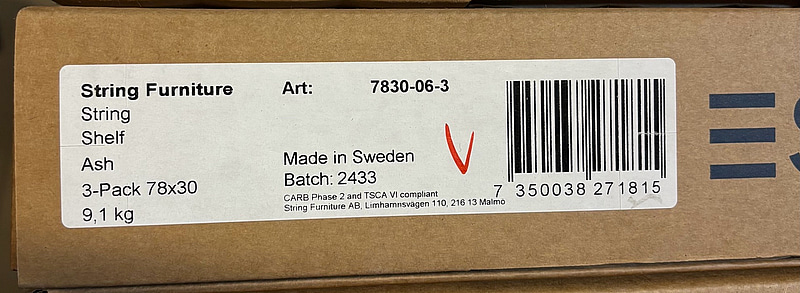 String Furniture
String
Shelf
Ash
3-Pack 78x30
9,1 kg
Art: 7830-06-3
Made in Sweden
Batch: 2433
CARB Phase 2 and TSCA VI compliant
String Furniture AB, Limhamnsvägen 110, 216 13 Malmö
7 350038 271815